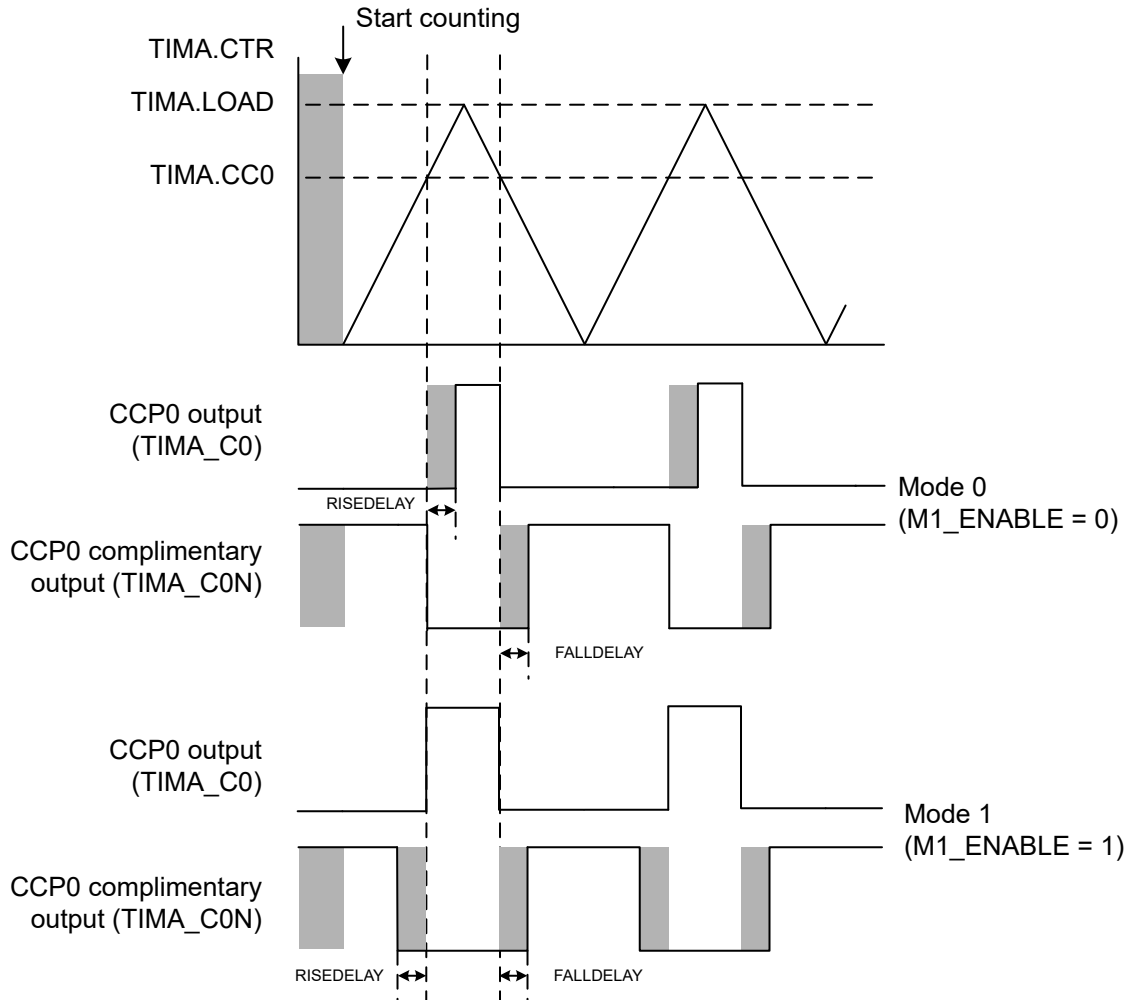 Start counting
TIMA.CTR
TIMA.LOAD
TIMA.CC0
CCP0 output
(TIMA_C0)
RISEDELAY
Mode 0
(M1_ENABLE = 0)
CCP0 complimentary
output (TIMA_C0N)
FALLDELAY
CCP0 output
(TIMA_C0)
Mode 1
(M1_ENABLE = 1)
CCP0 complimentary
output (TIMA_C0N)
RISEDELAY
FALLDELAY